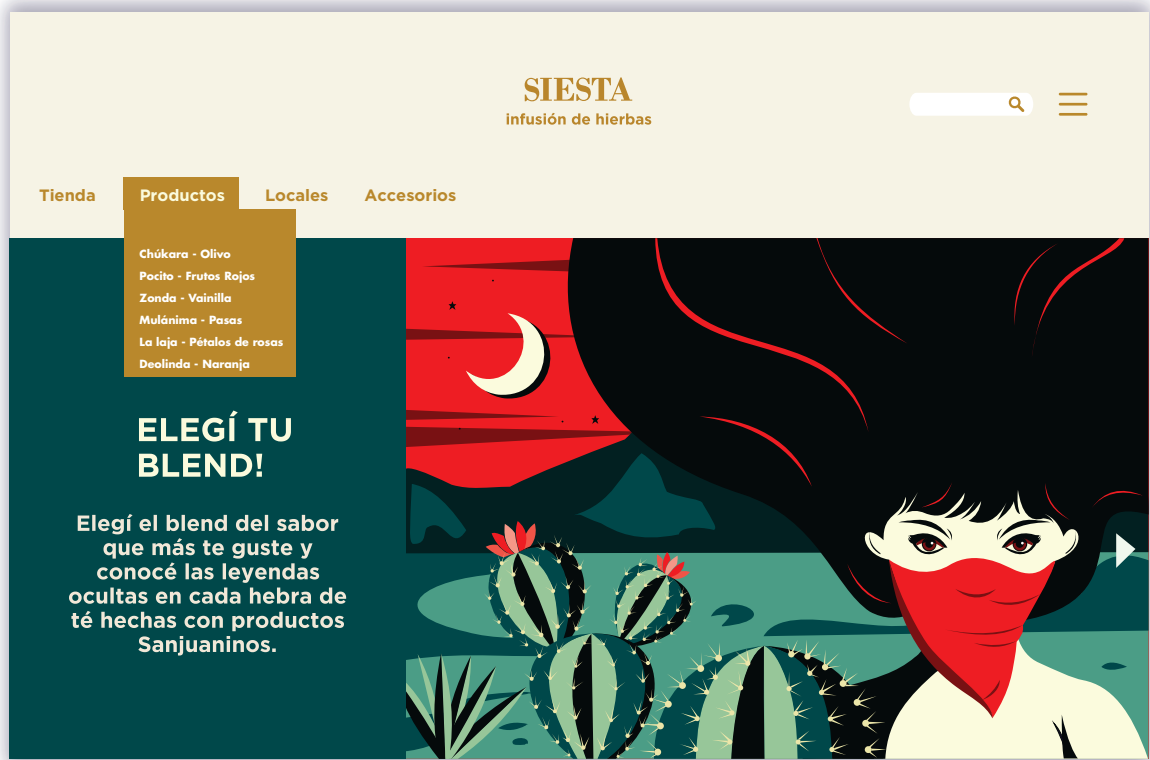 SIESTA
infusión de hierbas
Tienda
Productos
Locales
Accesorios
Chúkara - Olivo
Pocito - Frutos Rojos
Zonda - Vainilla
Mulánima - Pasas
La laja - Pétalos de rosas
Deolinda - Naranja
ELEGÍ TU
BLEND!
Elegí el blend del sabor
que más te guste y
conocé las leyendas
ocultas en cada hebra de
té hechas con productos
Sanjuaninos.